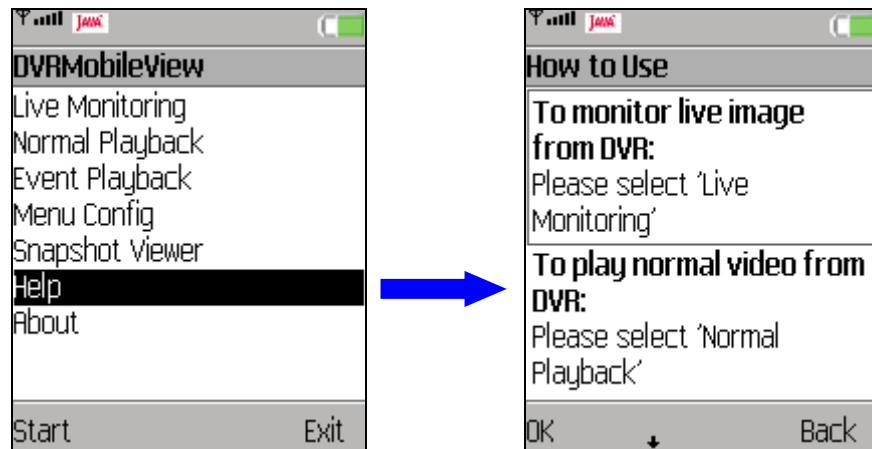 JAVA
DVRMobileView
Live Monitoring
Normal Playback
Event Playback
Menu Config
Snapshot Viewer
Help
About
Start Exit
JAVA
How to Use
To monitor live image
from DVR:
Please select 'Live
Monitoring'
To play normal video from
DVR:
Please select 'Normal
Playback'
OK Back